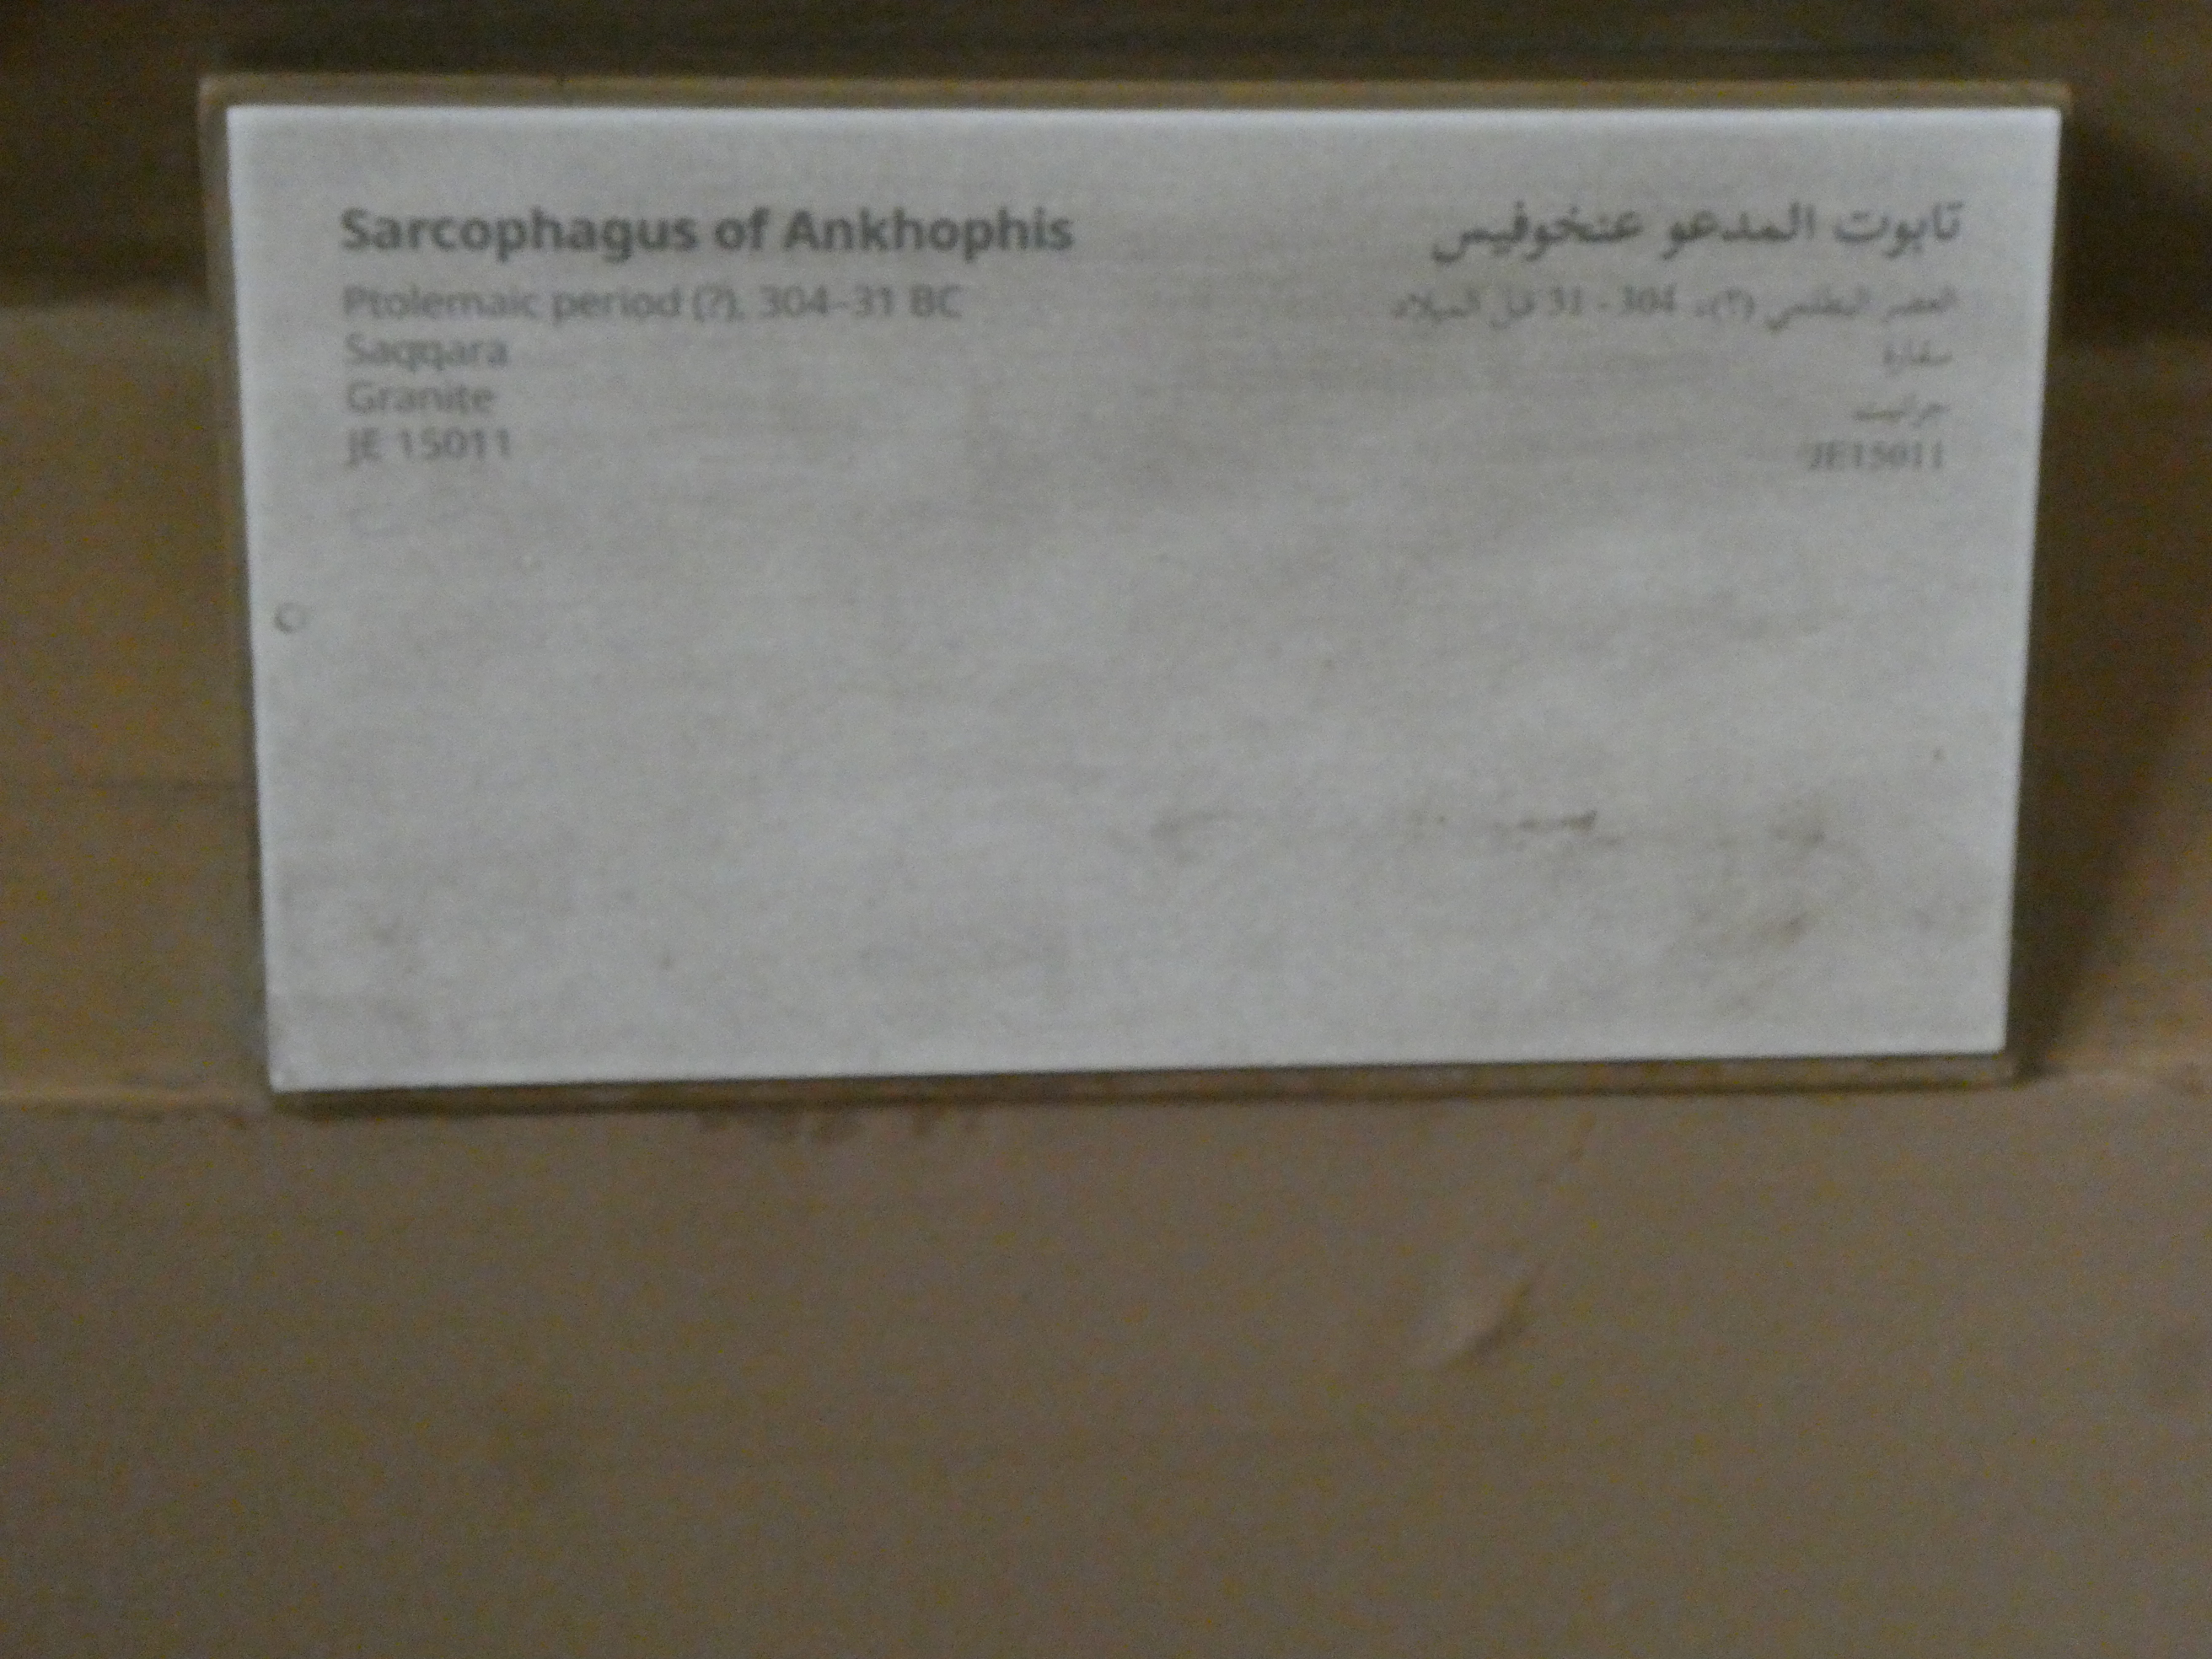 Sarcophagus of Ankhophis
Ptolemaic period (?), 304–31 BC
Saqqara
Granite
JE 15011
تابوت المدعو عنخوفيس
العصر البطلمي (؟)، 304 - 31 قبل الميلاد
سقارة
جرانيت
JE15011